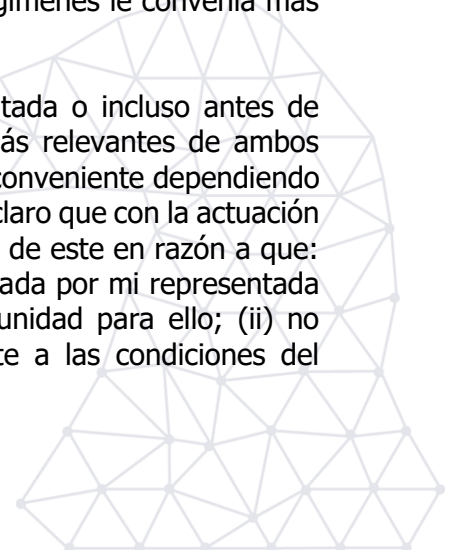 gímenes le convenía más
tada o incluso antes de
ás relevantes de ambos
conveniente dependiendo
claro que con la actuación
de este en razón a que:
ada por mi representada
unidad para ello; (ii) no
te a las condiciones del